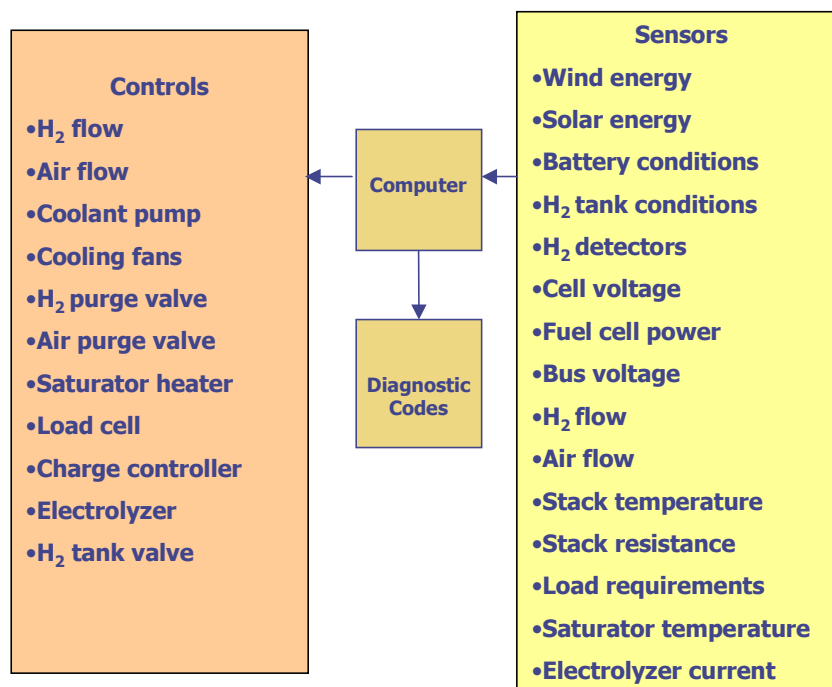 Controls
•H₂ flow
•Air flow
•Coolant pump
•Cooling fans
•H₂ purge valve
•Air purge valve
•Saturator heater
•Load cell
•Charge controller
•Electrolyzer
•H₂ tank valve
Computer
Diagnostic
Codes
Sensors
•Wind energy
•Solar energy
•Battery conditions
•H₂ tank conditions
•H₂ detectors
•Cell voltage
•Fuel cell power
•Bus voltage
•H₂ flow
•Air flow
•Stack temperature
•Stack resistance
•Load requirements
•Saturator temperature
•Electrolyzer current